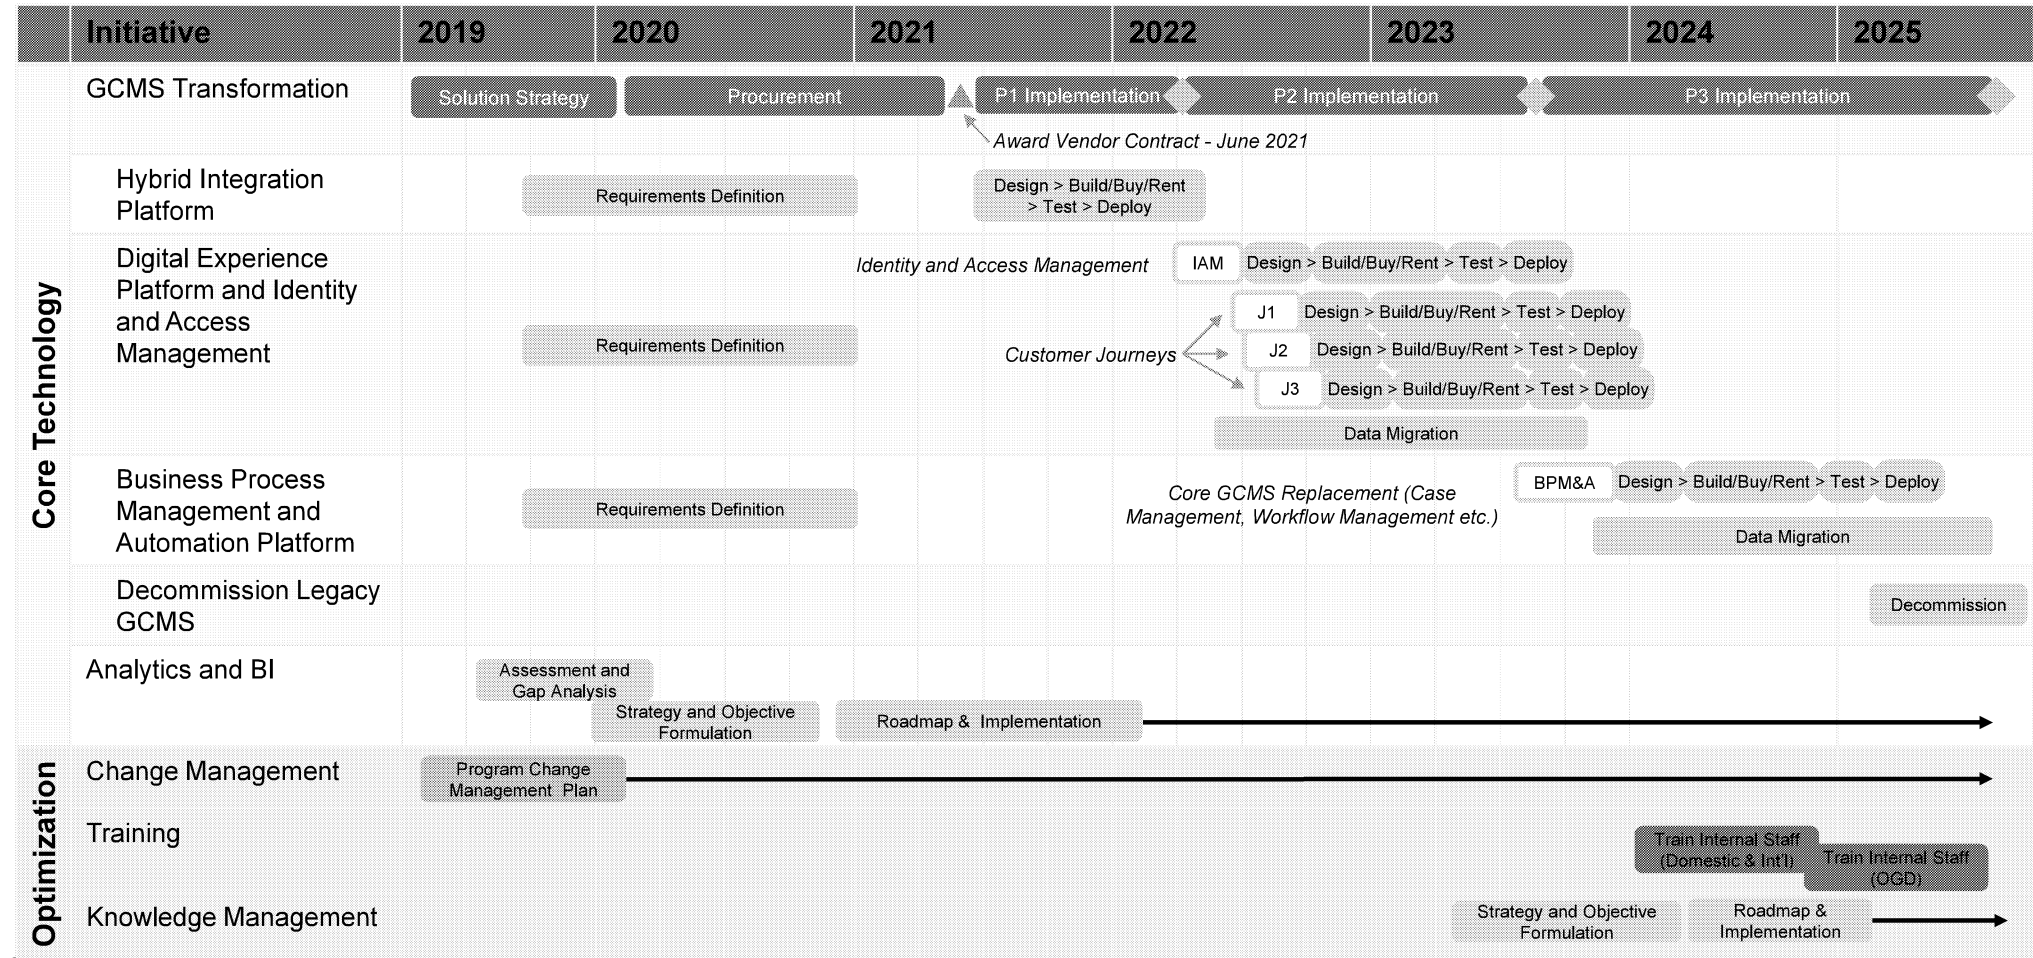 Initiative 2019 2020 2021 2022 2023 2024 2025
Core Technology
GCMS Transformation
Solution Strategy
Procurement
P1 Implementation
P2 Implementation
P3 Implementation
Award Vendor Contract - June 2021
Hybrid Integration
Platform
Requirements Definition
Design > Build/Buy/Rent
> Test > Deploy
Digital Experience
Platform and Identity
and Access
Management
Requirements Definition
Identity and Access Management
IAM
Design > Build/Buy/Rent > Test > Deploy
Customer Journeys
J1
Design > Build/Buy/Rent > Test > Deploy
J2
Design > Build/Buy/Rent > Test > Deploy
J3
Design > Build/Buy/Rent > Test > Deploy
Data Migration
Business Process
Management and
Automation Platform
Requirements Definition
Core GCMS Replacement (Case
Management, Workflow Management etc.)
BPM&A
Design > Build/Buy/Rent > Test > Deploy
Data Migration
Decommission Legacy
GCMS
Decommission
Analytics and BI
Assessment and
Gap Analysis
Strategy and Objective
Formulation
Roadmap & Implementation
Optimization
Change Management
Program Change
Management Plan
Training
Train Internal Staff
(Domestic & Int'l)
Train Internal Staff
(OGD)
Knowledge Management
Strategy and Objective
Formulation
Roadmap &
Implementation